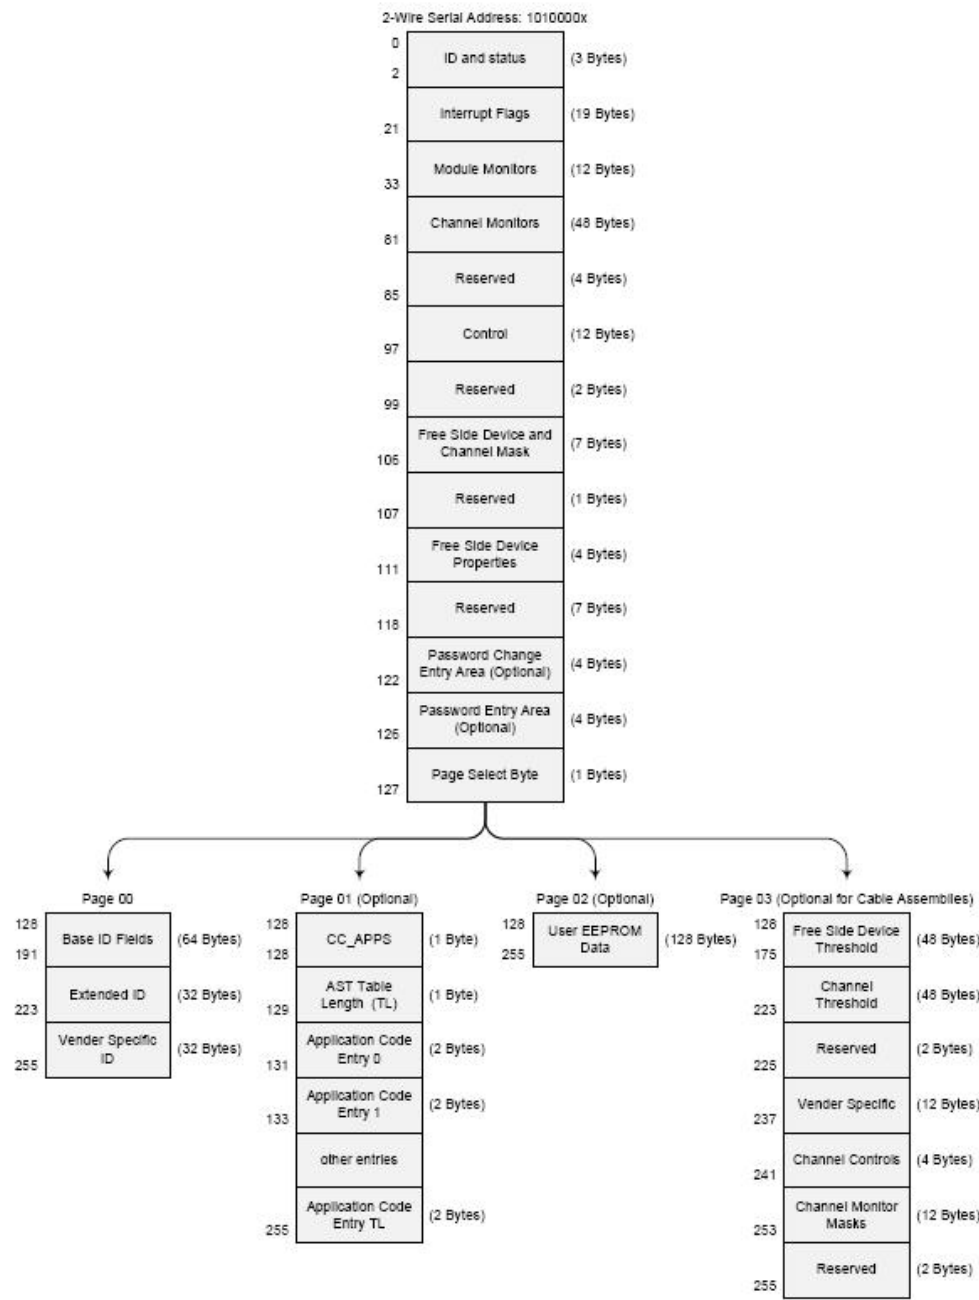 2-Wire Serial Address: 1010000x
0
ID and status (3 Bytes)
2
Interrupt Flags (19 Bytes)
21
Module Monitors (12 Bytes)
33
Channel Monitors (48 Bytes)
81
Reserved (4 Bytes)
85
Control (12 Bytes)
97
Reserved (2 Bytes)
99
Free Side Device and
Channel Mask
(7 Bytes)
106
Reserved (1 Bytes)
107
Free Side Device
Properties
(4 Bytes)
111
Reserved (7 Bytes)
118
Password Change
Entry Area (Optional)
(4 Bytes)
122
Password Entry Area
(Optional)
(4 Bytes)
126
Page Select Byte (1 Bytes)
127
Page 00
128
Base ID Fields (64 Bytes)
191
Extended ID (32 Bytes)
223
Vender Specific
ID
(32 Bytes)
255
Page 01 (Optional)
128
CC_APPS (1 Byte)
128
AST Table
Length (TL)
(1 Byte)
129
Application Code
Entry 0
(2 Bytes)
131
Application Code
Entry 1
(2 Bytes)
133
other entries
Application Code
Entry TL
(2 Bytes)
255
Page 02 (Optional)
128
User EEPROM
Data
(128 Bytes)
255
Page 03 (Optional for Cable Assemblies)
128
Free Side Device
Threshold
(48 Bytes)
175
Channel
Threshold
(48 Bytes)
223
Reserved (2 Bytes)
225
Vender Specific (12 Bytes)
237
Channel Controls (4 Bytes)
241
Channel Monitor
Masks
(12 Bytes)
253
Reserved (2 Bytes)
255